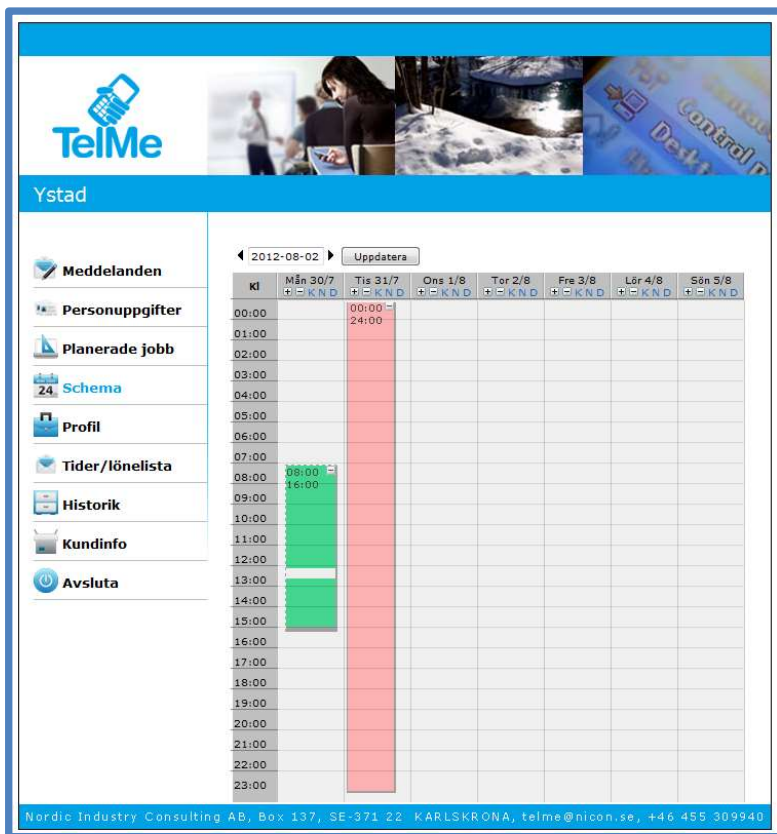 TelMe
Control
Desktop
Ystad
Meddelanden
Personuppgifter
Planerade jobb
24 Schema
Profil
Tider/lönelista
Historik
Kundinfo
Avsluta
2012-08-02 Uppdatera
Kl Mån 30/7 Tis 31/7 Ons 1/8 Tor 2/8 Fre 3/8 Lör 4/8 Sön 5/8
+ - K N D + - K N D + - K N D + - K N D + - K N D + - K N D + - K N D
00:00 00:00 -
24:00
01:00
02:00
03:00
04:00
05:00
06:00
07:00
08:00 08:00 -
16:00
09:00
10:00
11:00
12:00
13:00
14:00
15:00
16:00
17:00
18:00
19:00
20:00
21:00
22:00
23:00
Nordic Industry Consulting AB, Box 137, SE-371 22 KARLSKRONA, telme@nicon.se, +46 455 309940